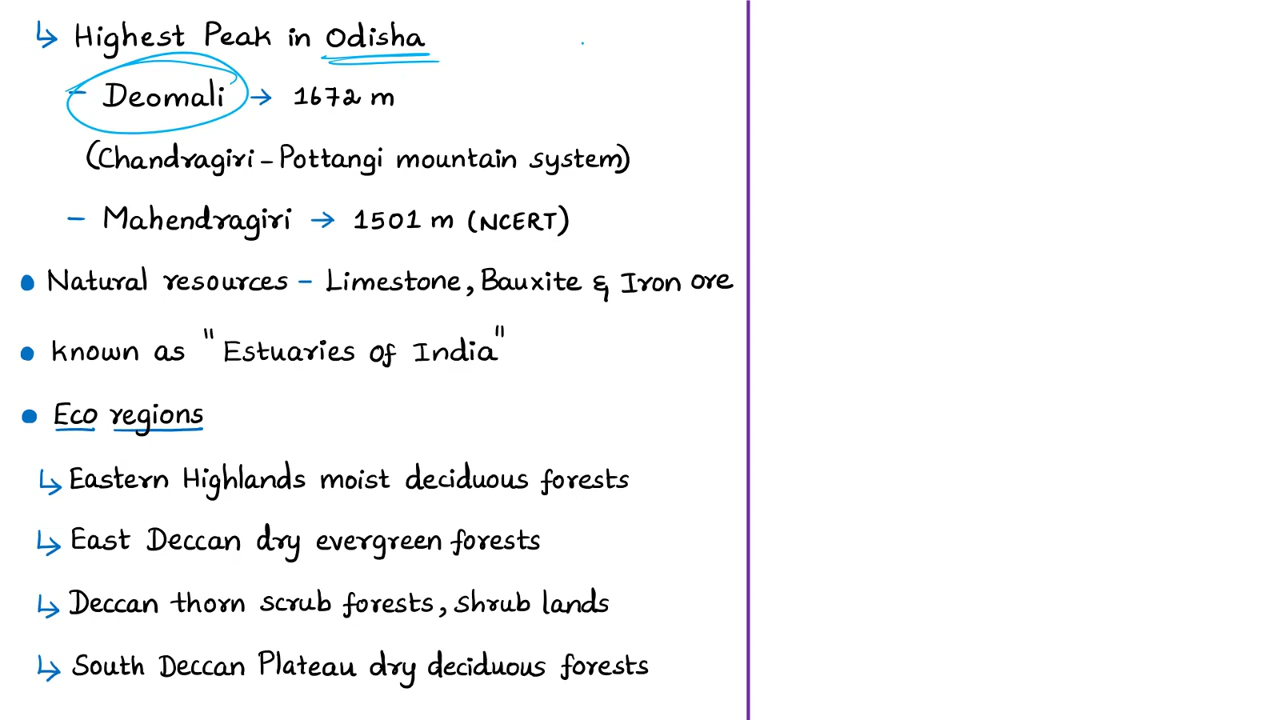 ↳ Highest Peak in Odisha
- Deomali → 1672 m
(Chandragiri - Pottangi mountain system)
- Mahendragiri → 1501 m (NCERT)
• Natural resources - Limestone, Bauxite & Iron ore
• known as "Estuaries of India"
• Eco regions
↳ Eastern Highlands moist deciduous forests
↳ East Deccan dry evergreen forests
↳ Deccan thorn scrub forests, shrub lands
↳ South Deccan Plateau dry deciduous forests